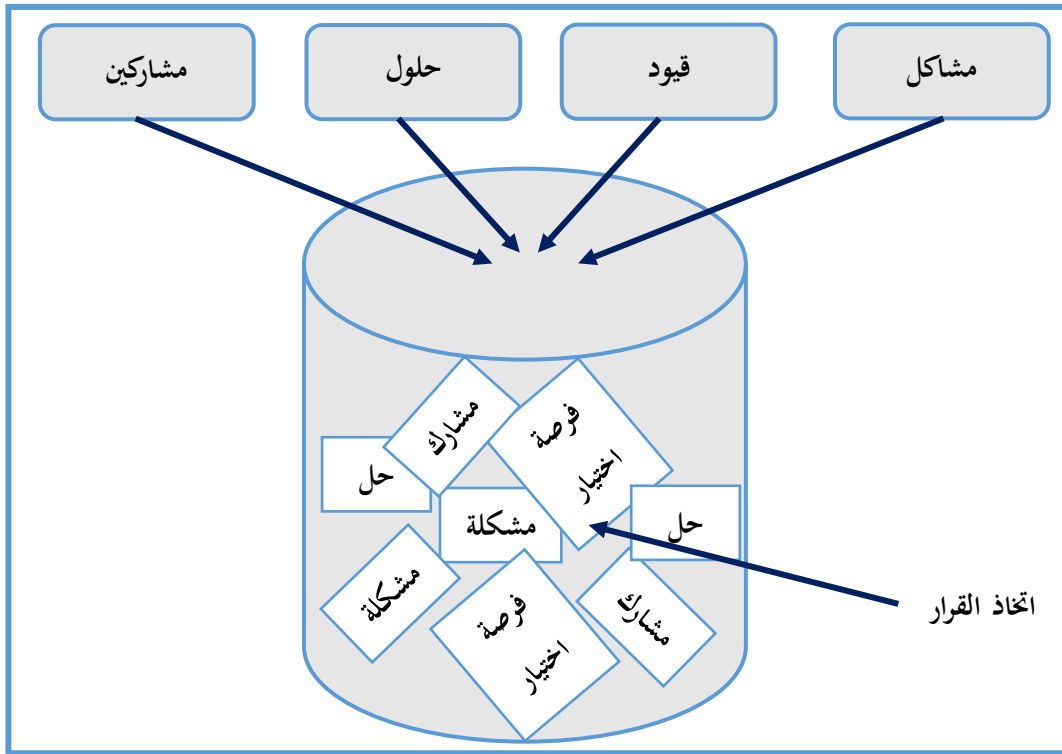 مشاكل
قيود
حلول
مشاركين
فرصة
اختيار
مشارك
حل
حل
مشكلة
مشكلة
فرصة
اختيار
مشارك
اتخاذ القرار